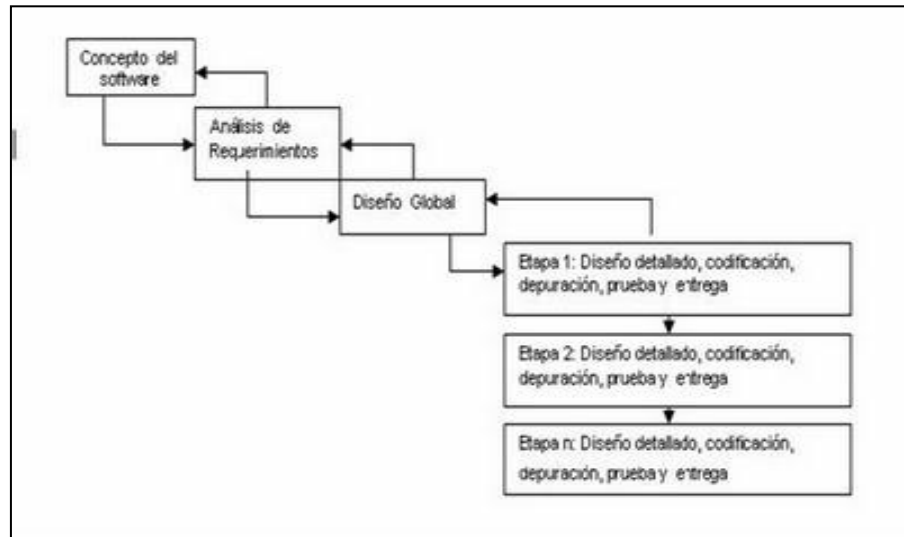 Concepto del
software
Análisis de
Requerimientos
Diseño Global
Etapa 1: Diseño detallado, codificación,
depuración, prueba y entrega
Etapa 2: Diseño detallado, codificación,
depuración, prueba y entrega
Etapa n: Diseño detallado, codificación,
depuración, prueba y entrega